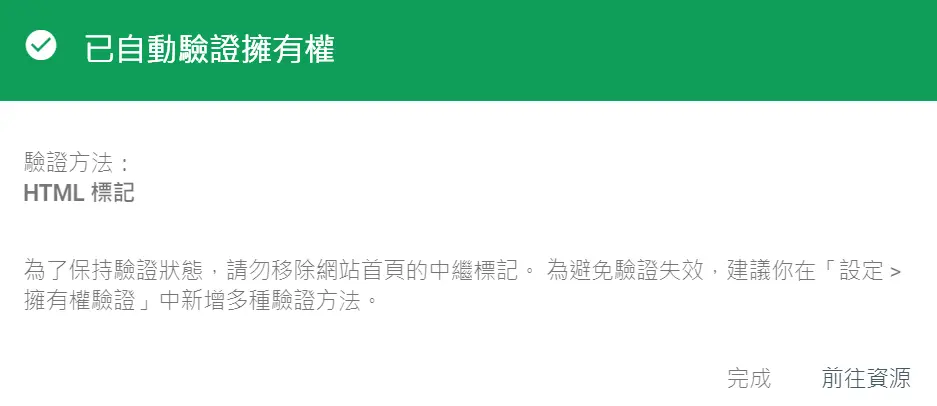 已自動驗證擁有權
驗證方法：
HTML 標記
為了保持驗證狀態，請勿移除網站首頁的中繼標記。 為避免驗證失效，建議你在「設定 >
擁有權驗證」中新增多種驗證方法。
完成 前往資源